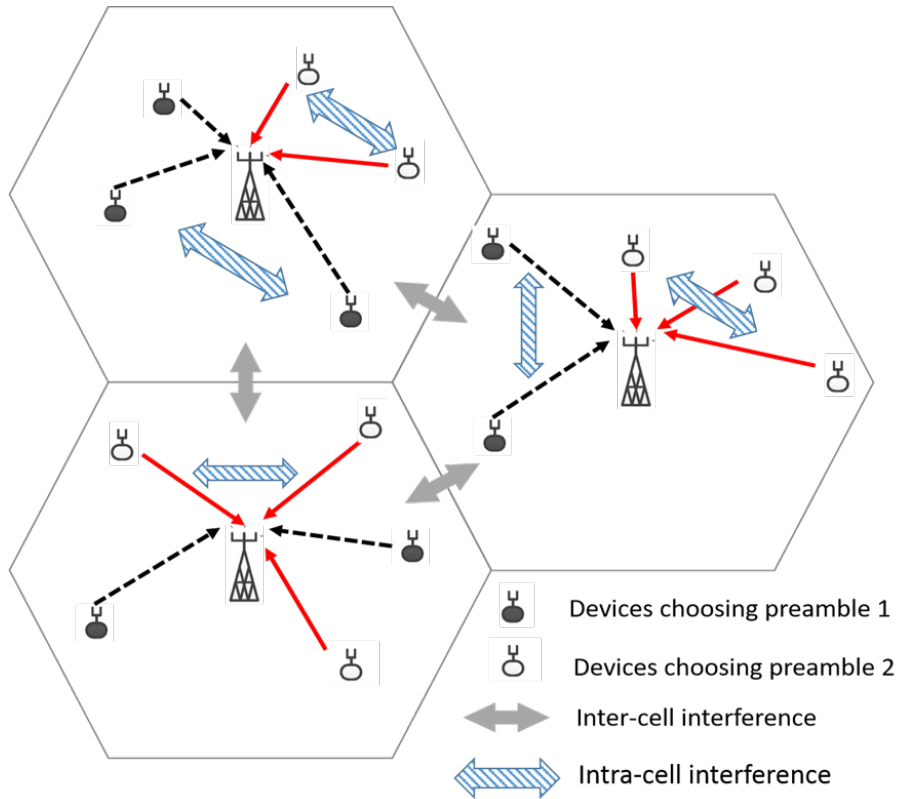 Devices choosing preamble 1
Devices choosing preamble 2
Inter-cell interference
Intra-cell interference